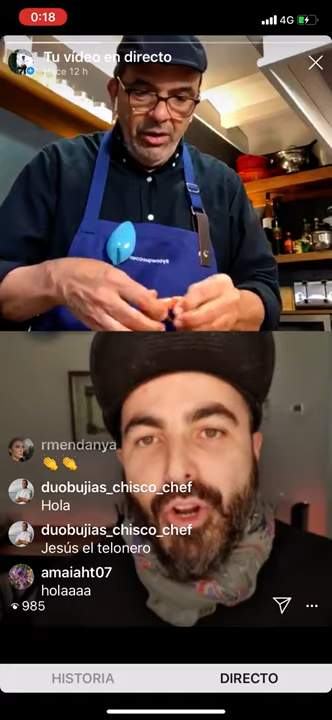 0:18
4G
Tu vídeo en directo
Hace 12 h
rmendanya
👏👏
duobujias_chisco_chef
Hola
duobujias_chisco_chef
Jesús el telonero
amaiaht07
holaaaa
985
HISTORIA
DIRECTO